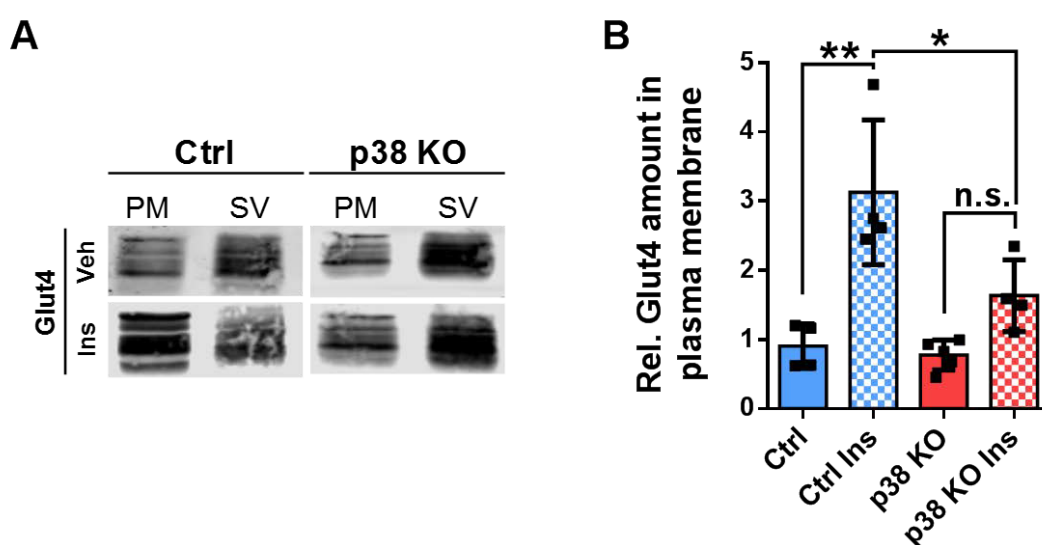 A
Ctrl
p38 KO
PM
SV
PM
SV
Glut4
Veh
Ins
B
Rel. Glut4 amount in
plasma membrane
5
4
3
2
1
0
**
*
n.s.
Ctrl
Ctrl Ins
p38 KO
p38 KO Ins